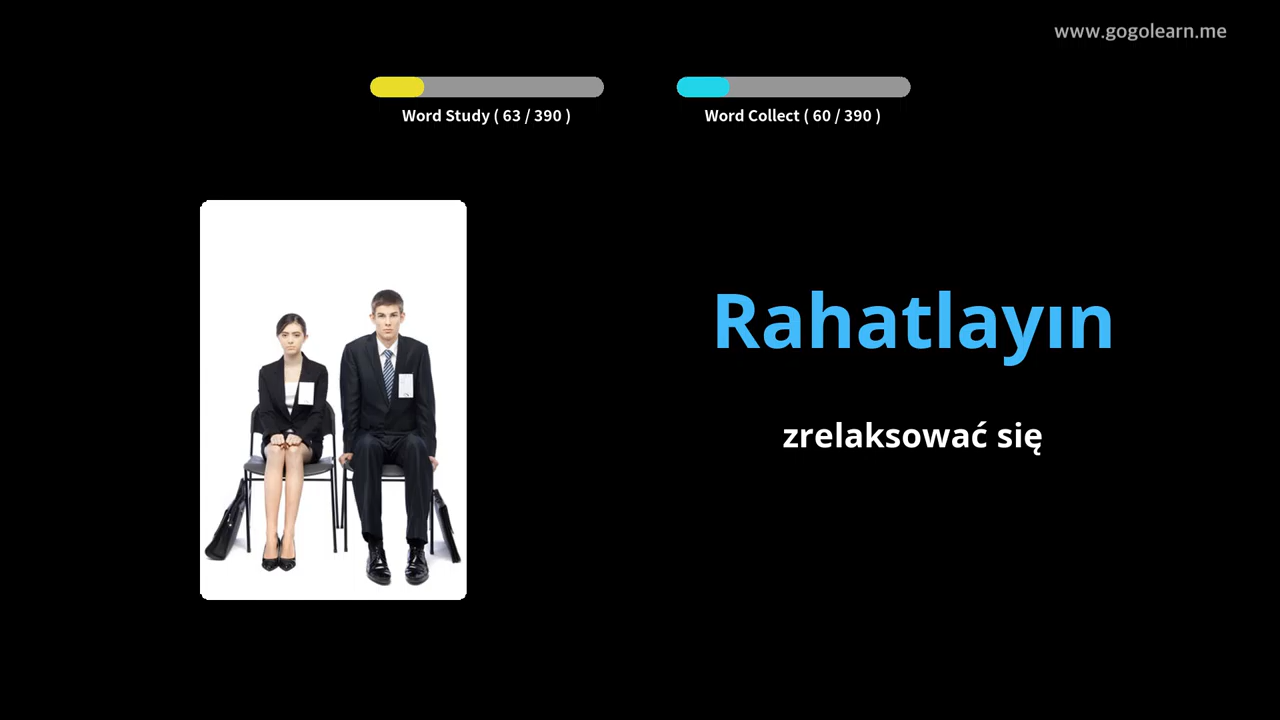 www.gogolearn.me
Word Study ( 63 / 390 )
Word Collect ( 60 / 390 )
Rahatlayın
zrelaksować się